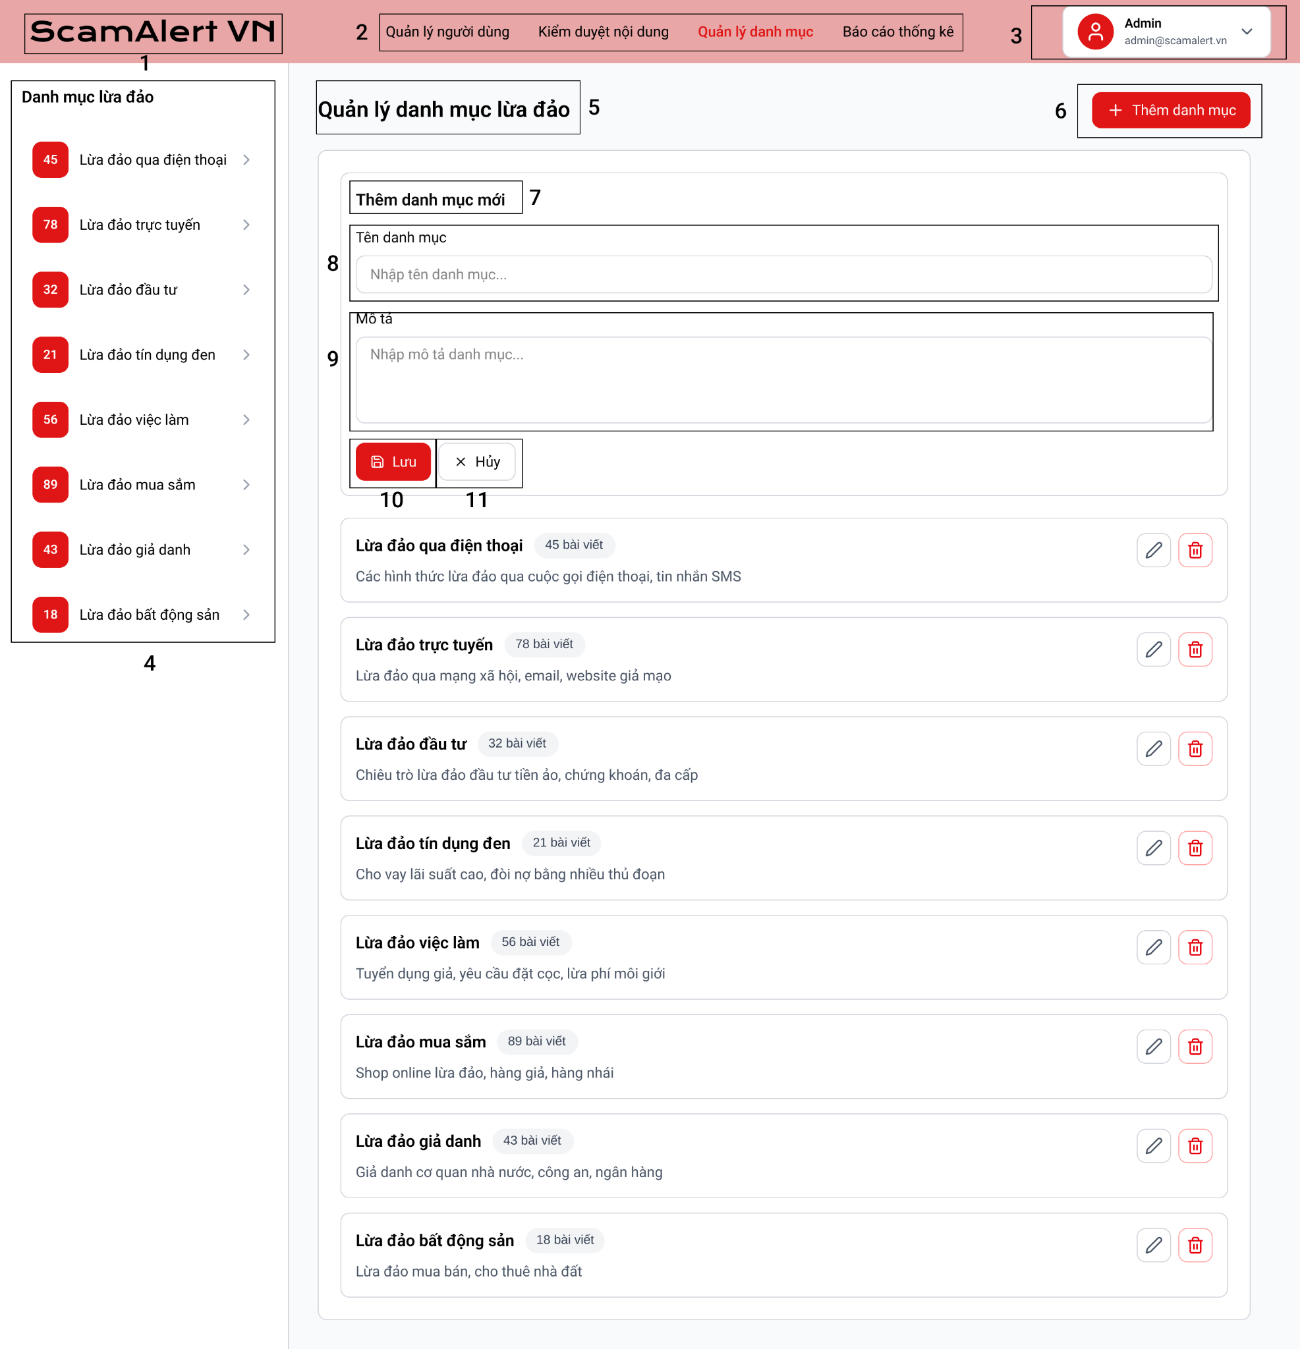 ScamAlert VN
1
2
Quản lý người dùng
Kiểm duyệt nội dung
Quản lý danh mục
Báo cáo thống kê
3
Admin
admin@scamalert.vn
Danh mục lừa đảo
45 Lừa đảo qua điện thoại
78 Lừa đảo trực tuyến
32 Lừa đảo đầu tư
21 Lừa đảo tín dụng đen
56 Lừa đảo việc làm
89 Lừa đảo mua sắm
43 Lừa đảo giả danh
18 Lừa đảo bất động sản
4
Quản lý danh mục lừa đảo
5
6
Thêm danh mục
Thêm danh mục mới
7
8
Tên danh mục
Nhập tên danh mục...
9
Mô tả
Nhập mô tả danh mục...
Lưu
Hủy
10
11
Lừa đảo qua điện thoại 45 bài viết
Các hình thức lừa đảo qua cuộc gọi điện thoại, tin nhắn SMS
Lừa đảo trực tuyến 78 bài viết
Lừa đảo qua mạng xã hội, email, website giả mạo
Lừa đảo đầu tư 32 bài viết
Chiêu trò lừa đảo đầu tư tiền ảo, chứng khoán, đa cấp
Lừa đảo tín dụng đen 21 bài viết
Cho vay lãi suất cao, đòi nợ bằng nhiều thủ đoạn
Lừa đảo việc làm 56 bài viết
Tuyển dụng giả, yêu cầu đặt cọc, lừa phí môi giới
Lừa đảo mua sắm 89 bài viết
Shop online lừa đảo, hàng giả, hàng nhái
Lừa đảo giả danh 43 bài viết
Giả danh cơ quan nhà nước, công an, ngân hàng
Lừa đảo bất động sản 18 bài viết
Lừa đảo mua bán, cho thuê nhà đất